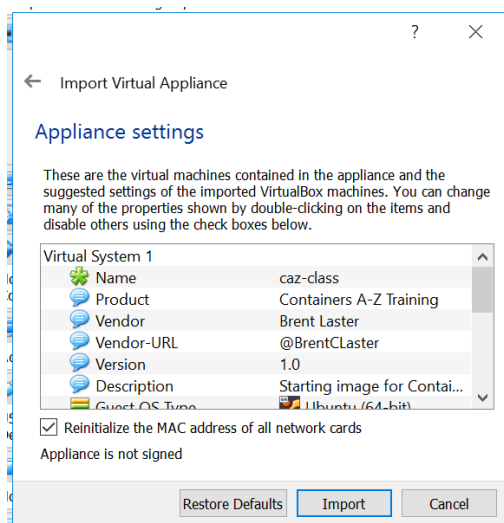 ?
Import Virtual Appliance
Appliance settings
These are the virtual machines contained in the appliance and the
suggested settings of the imported VirtualBox machines. You can change
many of the properties shown by double-clicking on the items and
disable others using the check boxes below.
Virtual System 1
Name caz-class
Product Containers A-Z Training
Vendor Brent Laster
Vendor-URL @BrentCLaster
Version 1.0
Description Starting image for Contai...
Guest OS Type Ubuntu (64-bit)
Reinitialize the MAC address of all network cards
Appliance is not signed
Restore Defaults Import Cancel